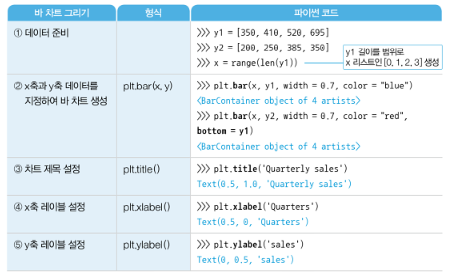 바 차트 그리기 형식 파이썬 코드
① 데이터 준비
>>> y1 = [350, 410, 520, 695]
>>> y2 = [200, 250, 385, 350]
>>> x = range(len(y1))
y1 길이를 범위로
x 리스트인 [0, 1, 2, 3] 생성
② x축과 y축 데이터를
지정하여 바 차트 생성
plt.bar(x, y)
>>> plt.bar(x, y1, width = 0.7, color = "blue")
<BarContainer object of 4 artists>
>>> plt.bar(x, y2, width = 0.7, color = "red",
bottom = y1)
<BarContainer object of 4 artists>
③ 차트 제목 설정
plt.title()
>>> plt.title('Quarterly sales')
Text(0.5, 1.0, 'Quarterly sales')
④ x축 레이블 설정
plt.xlabel()
>>> plt.xlabel('Quarters')
Text(0.5, 0, 'Quarters')
⑤ y축 레이블 설정
plt.ylabel()
>>> plt.ylabel('sales')
Text(0, 0.5, 'sales')